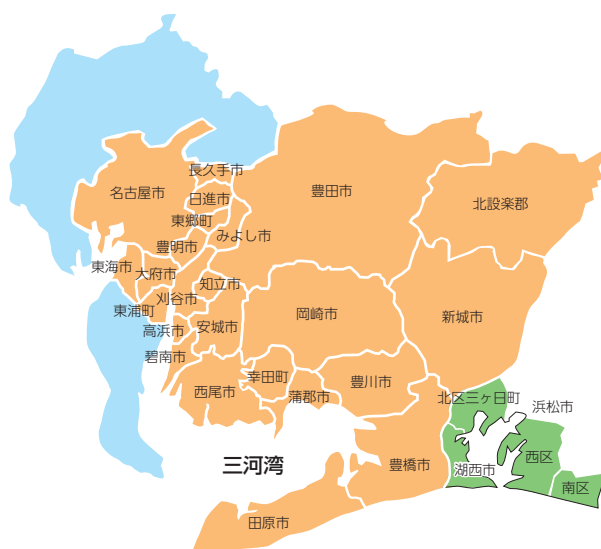 長久手市
名古屋市
日進市
豊田市
北設楽郡
東郷町
みよし市
豊明市
東海市
大府市
知立市
刈谷市
東浦町
岡崎市
新城市
高浜市
安城市
碧南市
幸田町
豊川市
西尾市
蒲郡市
北区三ヶ日町
浜松市
三河湾
豊橋市
湖西市
西区
南区
田原市